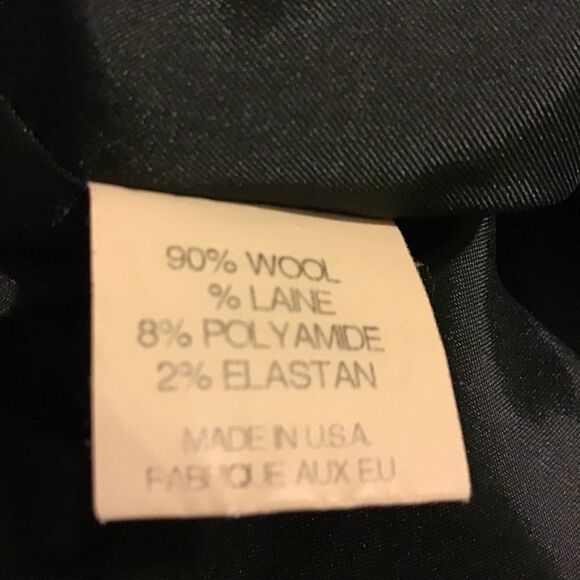 90% WOOL
% LAINE
8% POLYAMIDE
2% ELASTAN
MADE IN U.S.A.
FABRIQUE AUX EU